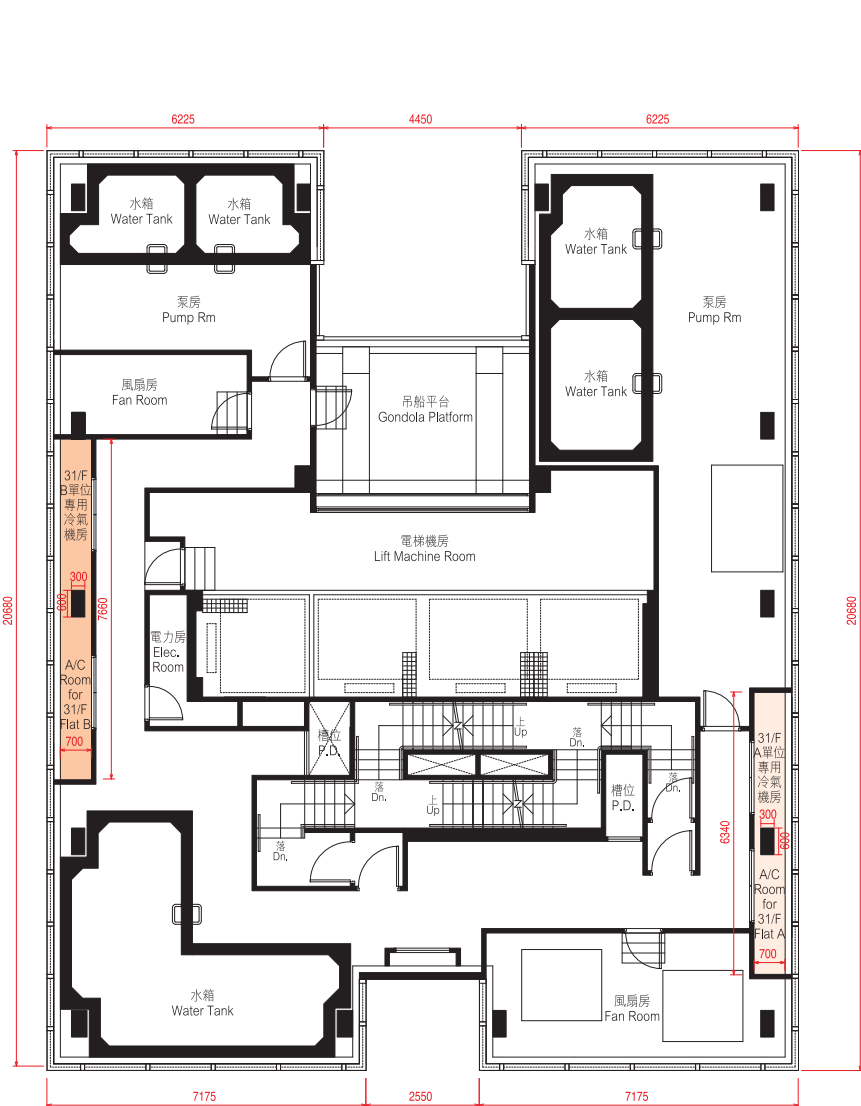 6225
4450
6225
20680
20680
水箱
Water Tank
水箱
Water Tank
水箱
Water Tank
泵房
Pump Rm
泵房
Pump Rm
風扇房
Fan Room
吊船平台
Gondola Platform
水箱
Water Tank
31/F
B單位
專用
冷氣
機房
300
600
7660
A/C
Room
for
31/F
Flat B
700
電梯機房
Lift Machine Room
電力房
Elec.
Room
槽位
P.D.
上
Up
落
Dn.
落
Dn.
上
Up
落
Dn.
槽位
P.D.
落
Dn.
31/F
A單位
專用
冷氣
機房
300
600
6340
A/C
Room
for
31/F
Flat A
700
水箱
Water Tank
風扇房
Fan Room
7175
2550
7175